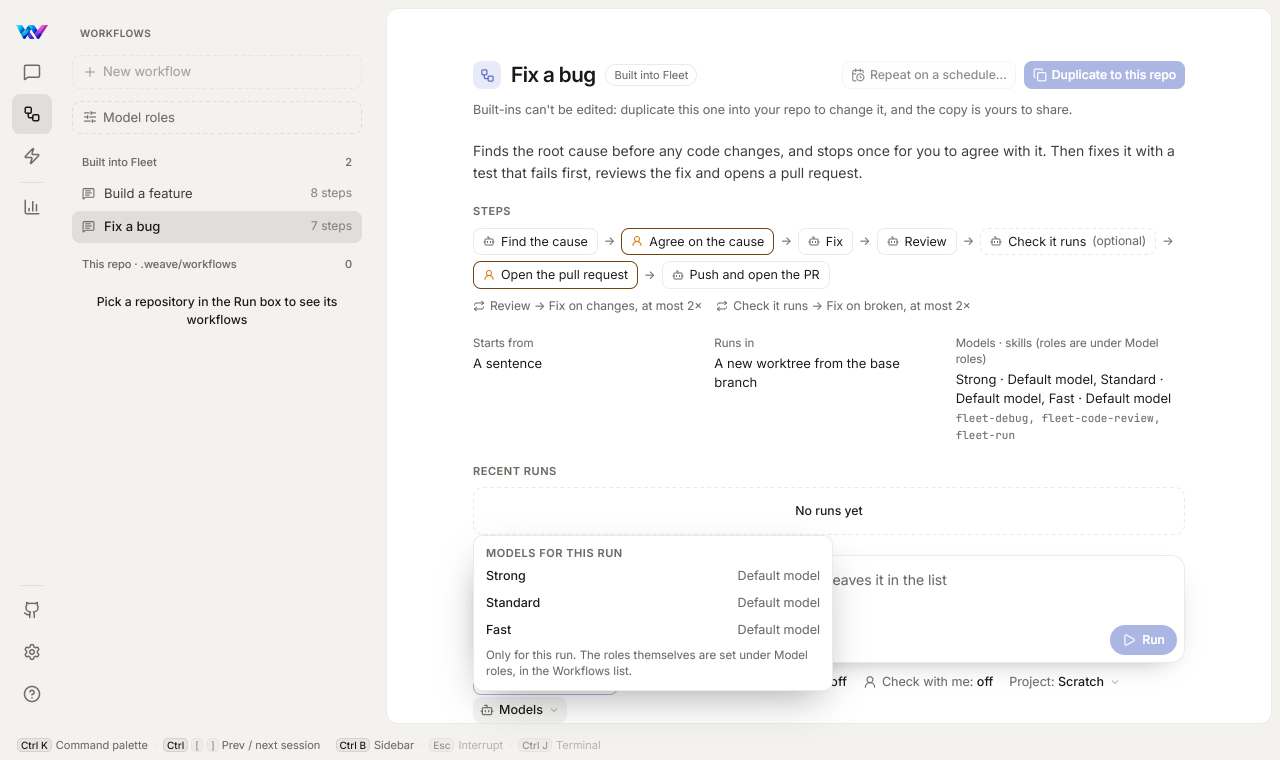 WORKFLOWS
New workflow
Model roles
Built into Fleet 2
Build a feature 8 steps
Fix a bug 7 steps
This repo · .weave/workflows 0
Pick a repository in the Run box to see its
workflows
Fix a bug Built into Fleet Repeat on a schedule... Duplicate to this repo
Built-ins can't be edited: duplicate this one into your repo to change it, and the copy is yours to share.
Finds the root cause before any code changes, and stops once for you to agree with it. Then fixes it with a
test that fails first, reviews the fix and opens a pull request.
STEPS
Find the cause → Agree on the cause → Fix → Review → Check it runs (optional) →
Open the pull request → Push and open the PR
Review → Fix on changes, at most 2× Check it runs → Fix on broken, at most 2×
Starts from
A sentence
Runs in
A new worktree from the base
branch
Models · skills (roles are under Model
roles)
Strong · Default model, Standard ·
Default model, Fast · Default model
fleet-debug, fleet-code-review,
fleet-run
RECENT RUNS
No runs yet
MODELS FOR THIS RUN
Strong Default model
Standard Default model
Fast Default model
Only for this run. The roles themselves are set under Model
roles, in the Workflows list.
eaves it in the list
Run
off Check with me: off Project: Scratch
Models
Ctrl K Command palette Ctrl [ ] Prev / next session Ctrl B Sidebar Esc Interrupt Ctrl J Terminal